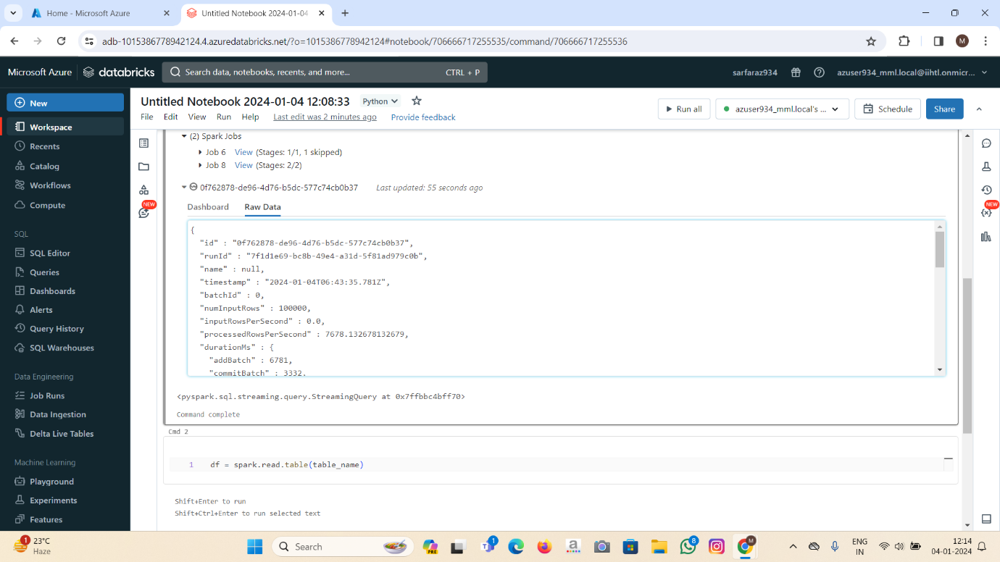 Home - Microsoft Azure
Untitled Notebook 2024-01-04
adb-1015386778942124.4.azuredatabricks.net/?o=1015386778942124#notebook/706666717255535/command/706666717255536
M
Microsoft Azure
databricks
Search data, notebooks, recents, and more...
CTRL + P
sarfaraz934
azuser934_mml.local@iihtl.onmicr...
New
Workspace
Recents
Catalog
Workflows
Compute
SQL
SQL Editor
Queries
Dashboards
Alerts
Query History
SQL Warehouses
Data Engineering
Job Runs
Data Ingestion
Delta Live Tables
Machine Learning
Playground
Experiments
Features
Untitled Notebook 2024-01-04 12:08:33
Python
File Edit View Run Help Last edit was 2 minutes ago Provide feedback
Run all
azuser934_mml.local's ...
Schedule
Share
NEW
NEW
(2) Spark Jobs
Job 6 View (Stages: 1/1, 1 skipped)
Job 8 View (Stages: 2/2)
0f762878-de96-4d76-b5dc-577c74cb0b37 Last updated: 55 seconds ago
Dashboard Raw Data
{
"id" : "0f762878-de96-4d76-b5dc-577c74cb0b37",
"runId" : "7f1d1e69-bc8b-49e4-a31d-5f81ad979c0b",
"name" : null,
"timestamp" : "2024-01-04T06:43:35.781Z",
"batchId" : 0,
"numInputRows" : 100000,
"inputRowsPerSecond" : 0.0,
"processedRowsPerSecond" : 7678.132678132679,
"durationMs" : {
"addBatch" : 6781,
"commitBatch" : 3332,
<pyspark.sql.streaming.query.StreamingQuery at 0x7ffbbc4bff70>
Command complete
Cmd 2
1 df = spark.read.table(table_name)
Shift+Enter to run
Shift+Ctrl+Enter to run selected text
1
23°C
Haze
Search
PRE
1
a
8
M
ENG
IN
12:14
04-01-2024